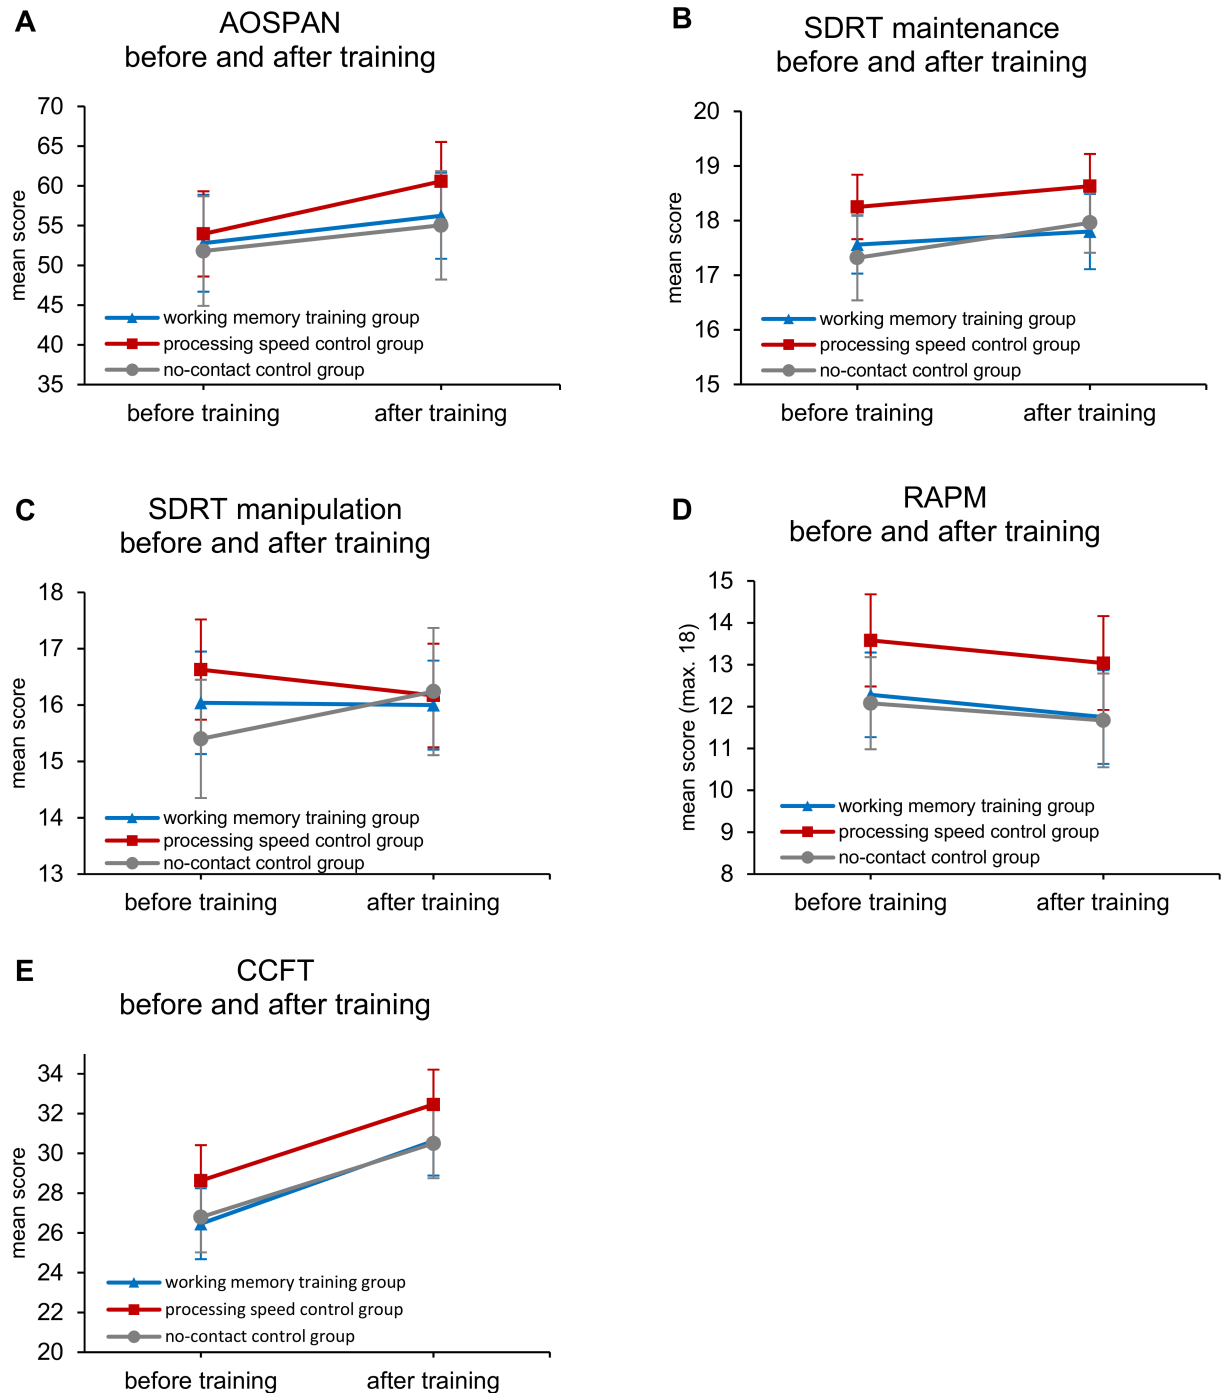 A
AOSPAN
before and after training
70
65
60
55
50
45
40
35
mean score
working memory training group
processing speed control group
no-contact control group
before training
after training
B
SDRT maintenance
before and after training
20
19
18
17
16
15
mean score
working memory training group
processing speed control group
no-contact control group
before training
after training
C
SDRT manipulation
before and after training
18
17
16
15
14
13
mean score
working memory training group
processing speed control group
no-contact control group
before training
after training
D
RAPM
before and after training
15
14
13
12
11
10
9
8
mean score (max. 18)
working memory training group
processing speed control group
no-contact control group
before training
after training
E
CCFT
before and after training
34
32
30
28
26
24
22
20
mean score
working memory training group
processing speed control group
no-contact control group
before training
after training